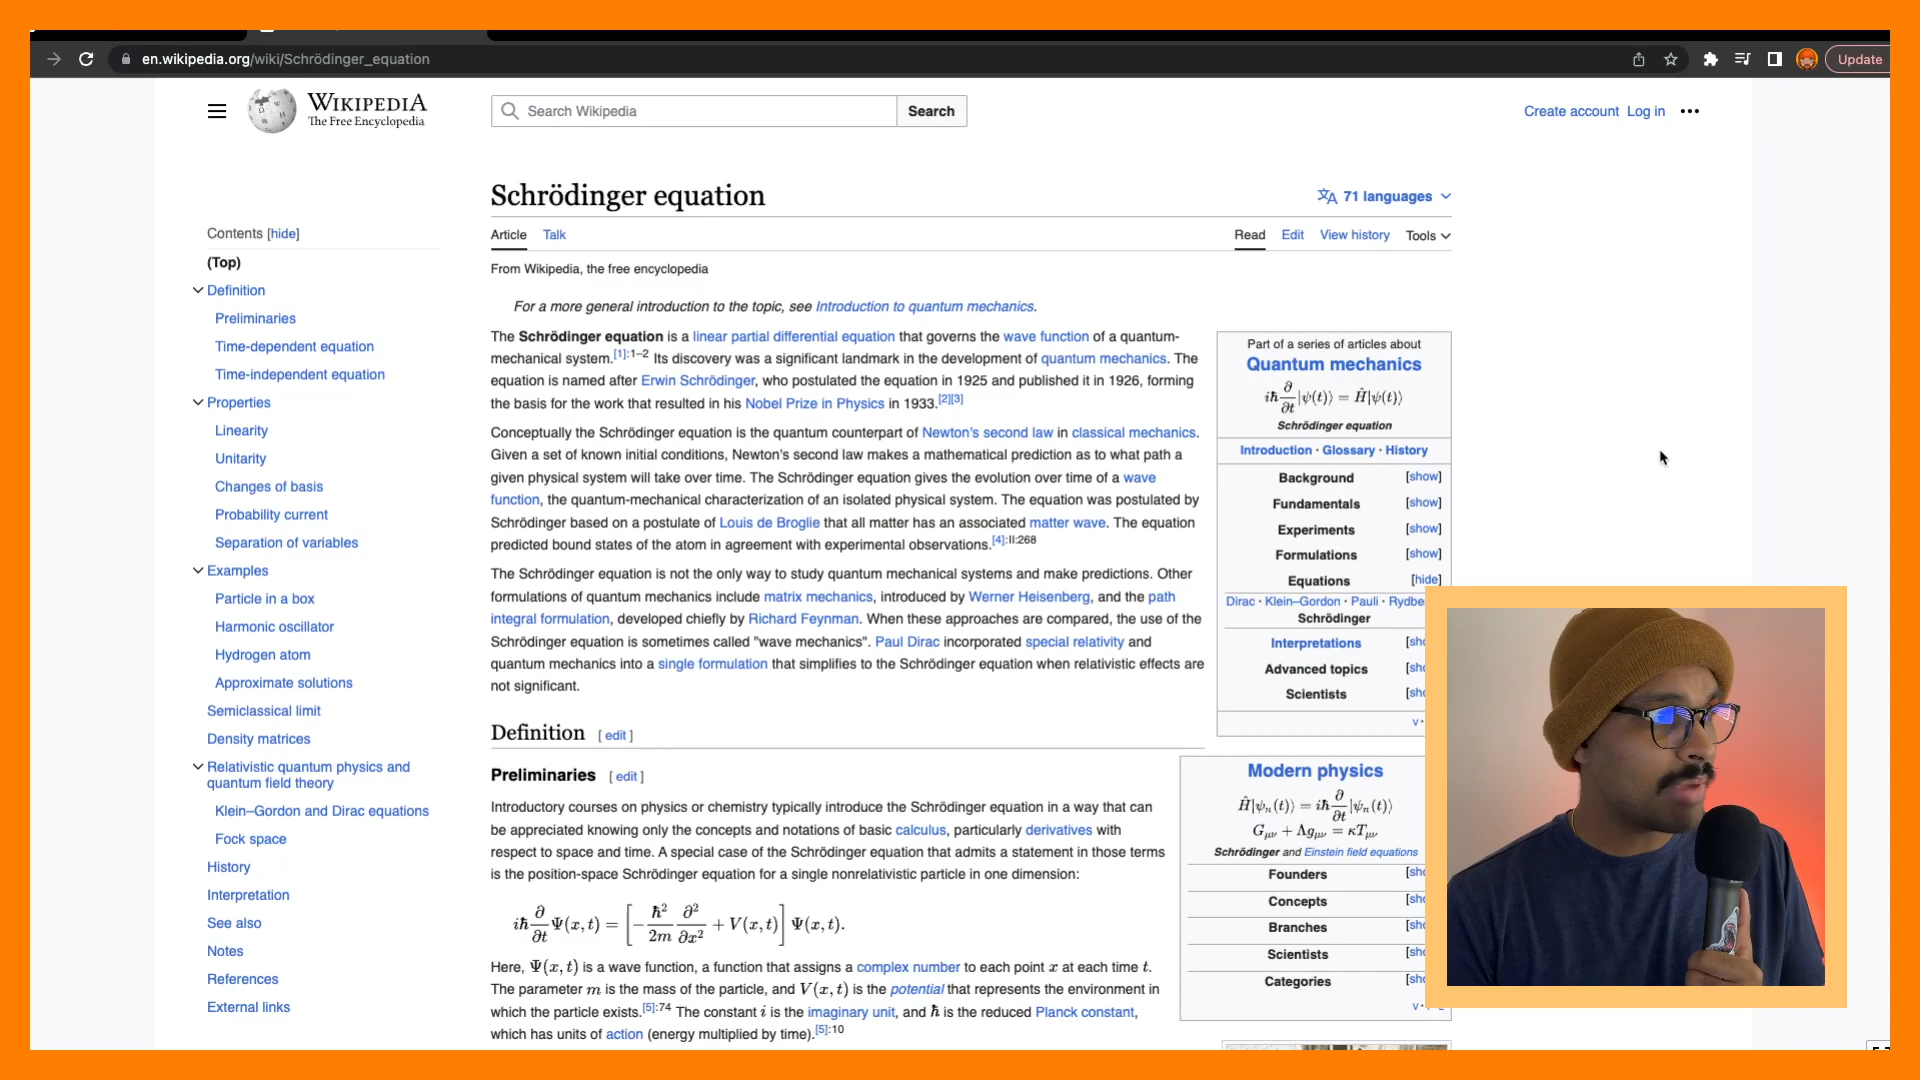 en.wikipedia.org/wiki/Schrödinger_equation
Update
WIKIPEDIA
The Free Encyclopedia
Search Wikipedia
Search
Create account Log in
Schrödinger equation
71 languages
Article Talk
Read Edit View history Tools
From Wikipedia, the free encyclopedia
For a more general introduction to the topic, see Introduction to quantum mechanics.
The Schrödinger equation is a linear partial differential equation that governs the wave function of a quantum-
mechanical system.[1]:1–2 Its discovery was a significant landmark in the development of quantum mechanics. The
equation is named after Erwin Schrödinger, who postulated the equation in 1925 and published it in 1926, forming
the basis for the work that resulted in his Nobel Prize in Physics in 1933.[2][3]
Conceptually the Schrödinger equation is the quantum counterpart of Newton's second law in classical mechanics.
Given a set of known initial conditions, Newton's second law makes a mathematical prediction as to what path a
given physical system will take over time. The Schrödinger equation gives the evolution over time of a wave
function, the quantum-mechanical characterization of an isolated physical system. The equation was postulated by
Schrödinger based on a postulate of Louis de Broglie that all matter has an associated matter wave. The equation
predicted bound states of the atom in agreement with experimental observations.[4]:II:268
The Schrödinger equation is not the only way to study quantum mechanical systems and make predictions. Other
formulations of quantum mechanics include matrix mechanics, introduced by Werner Heisenberg, and the path
integral formulation, developed chiefly by Richard Feynman. When these approaches are compared, the use of the
Schrödinger equation is sometimes called "wave mechanics". Paul Dirac incorporated special relativity and
quantum mechanics into a single formulation that simplifies to the Schrödinger equation when relativistic effects are
not significant.
Definition [ edit ]
Preliminaries [ edit ]
Introductory courses on physics or chemistry typically introduce the Schrödinger equation in a way that can
be appreciated knowing only the concepts and notations of basic calculus, particularly derivatives with
respect to space and time. A special case of the Schrödinger equation that admits a statement in those terms
is the position-space Schrödinger equation for a single nonrelativistic particle in one dimension:
iħ ∂/∂t Ψ(x, t) = [−ħ²/2m ∂²/∂x² + V(x, t)] Ψ(x, t).
Here, Ψ(x, t) is a wave function, a function that assigns a complex number to each point x at each time t.
The parameter m is the mass of the particle, and V(x, t) is the potential that represents the environment in
which the particle exists.[5]:74 The constant i is the imaginary unit, and ħ is the reduced Planck constant,
which has units of action (energy multiplied by time).[5]:10
Contents [hide]
(Top)
Definition
Preliminaries
Time-dependent equation
Time-independent equation
Properties
Linearity
Unitarity
Changes of basis
Probability current
Separation of variables
Examples
Particle in a box
Harmonic oscillator
Hydrogen atom
Approximate solutions
Semiclassical limit
Density matrices
Relativistic quantum physics and
quantum field theory
Klein–Gordon and Dirac equations
Fock space
History
Interpretation
See also
Notes
References
External links
Part of a series of articles about
Quantum mechanics
iħ ∂/∂t |ψ(t)⟩ = Ĥ|ψ(t)⟩
Schrödinger equation
Introduction · Glossary · History
Background [show]
Fundamentals [show]
Experiments [show]
Formulations [show]
Equations [hide]
Dirac · Klein–Gordon · Pauli · Rydbe
Schrödinger
Interpretations [sho
Advanced topics [sho
Scientists [sho
v ·
Modern physics
Ĥ|ψₙ(t)⟩ = iħ ∂/∂t |ψₙ(t)⟩
Gμν + Λgμν = κTμν
Schrödinger and Einstein field equations
Founders [sho
Concepts [sho
Branches [sho
Scientists [sho
Categories [sho
v ·